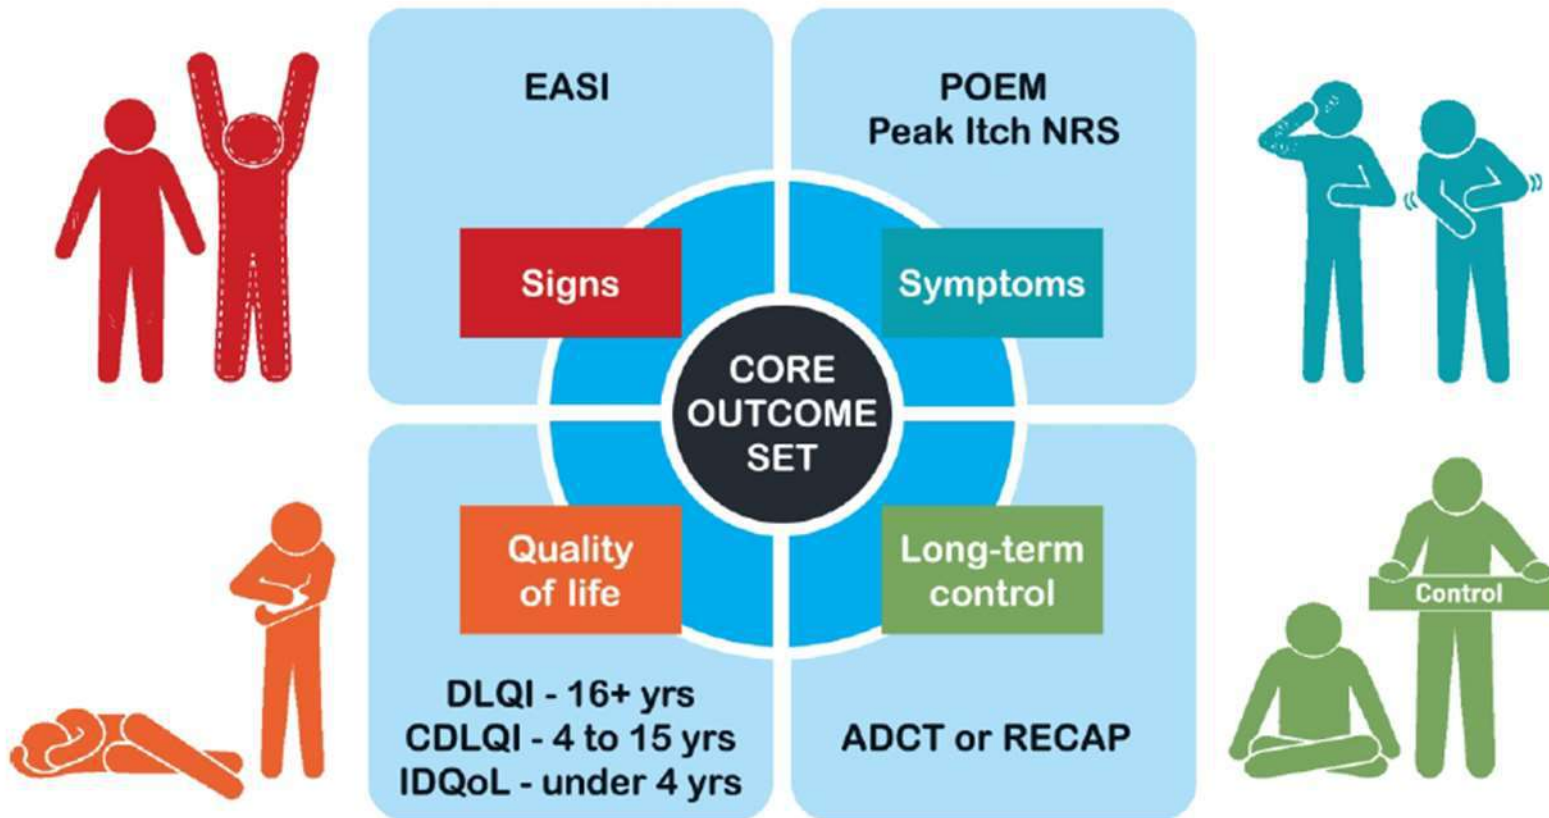 EASI
POEM
Peak Itch NRS
Signs
Symptoms
CORE
OUTCOME
SET
Quality
of life
Long-term
control
Control
DLQI - 16+ yrs
CDLQI - 4 to 15 yrs
IDQoL - under 4 yrs
ADCT or RECAP